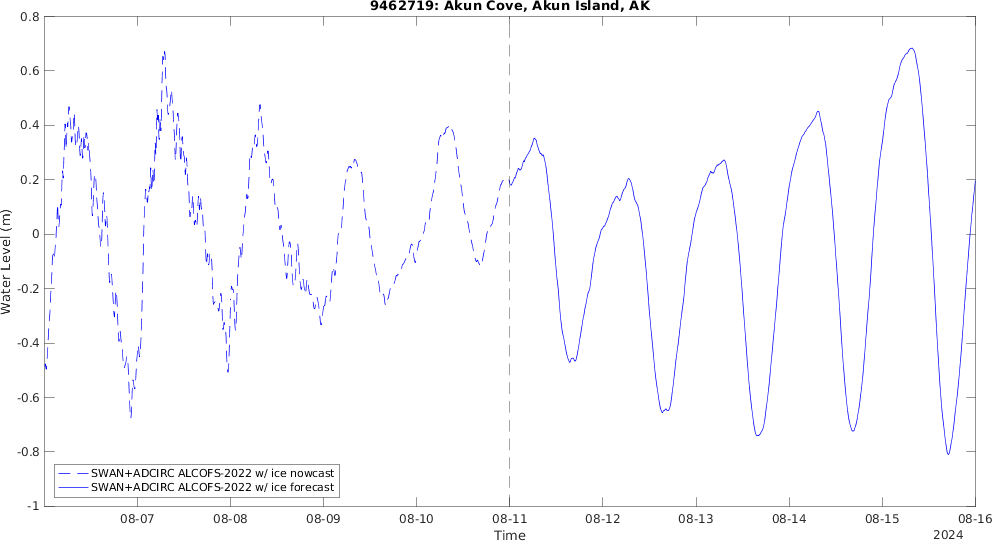 9462719: Akun Cove, Akun Island, AK
0.8
0.6
0.4
0.2
0
-0.2
-0.4
-0.6
-0.8
-1
Water Level (m)
SWAN+ADCIRC ALCOFS-2022 w/ ice nowcast
SWAN+ADCIRC ALCOFS-2022 w/ ice forecast
08-07 08-08 08-09 08-10 08-11 08-12 08-13 08-14 08-15 08-16
Time
2024